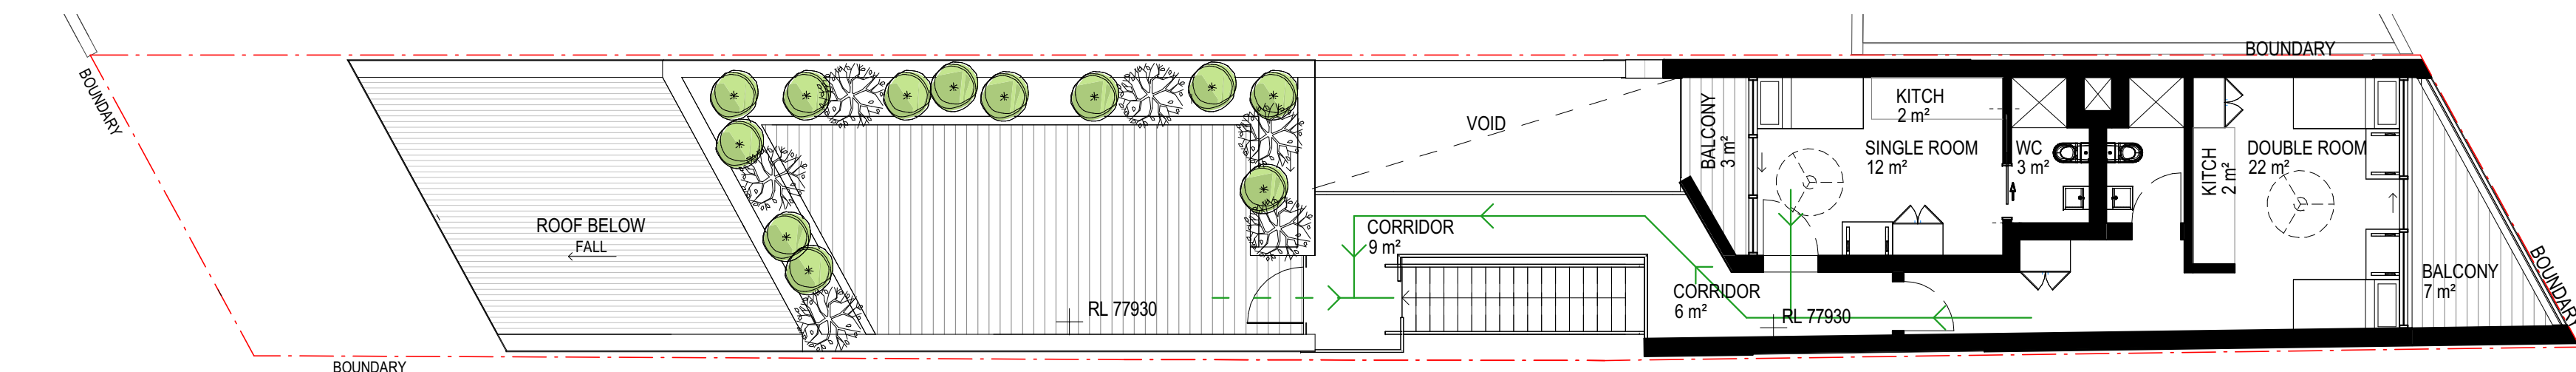 BOUNDARY
BOUNDARY
ROOF BELOW
FALL
RL 77930
VOID
CORRIDOR
9 m²
BALCONY
3 m²
KITCH
2 m²
SINGLE ROOM
12 m²
WC
3 m²
CORRIDOR
6 m²
RL 77930
KITCH
2 m²
DOUBLE ROOM
22 m²
BOUNDARY
BALCONY
7 m²
BOUNDARY